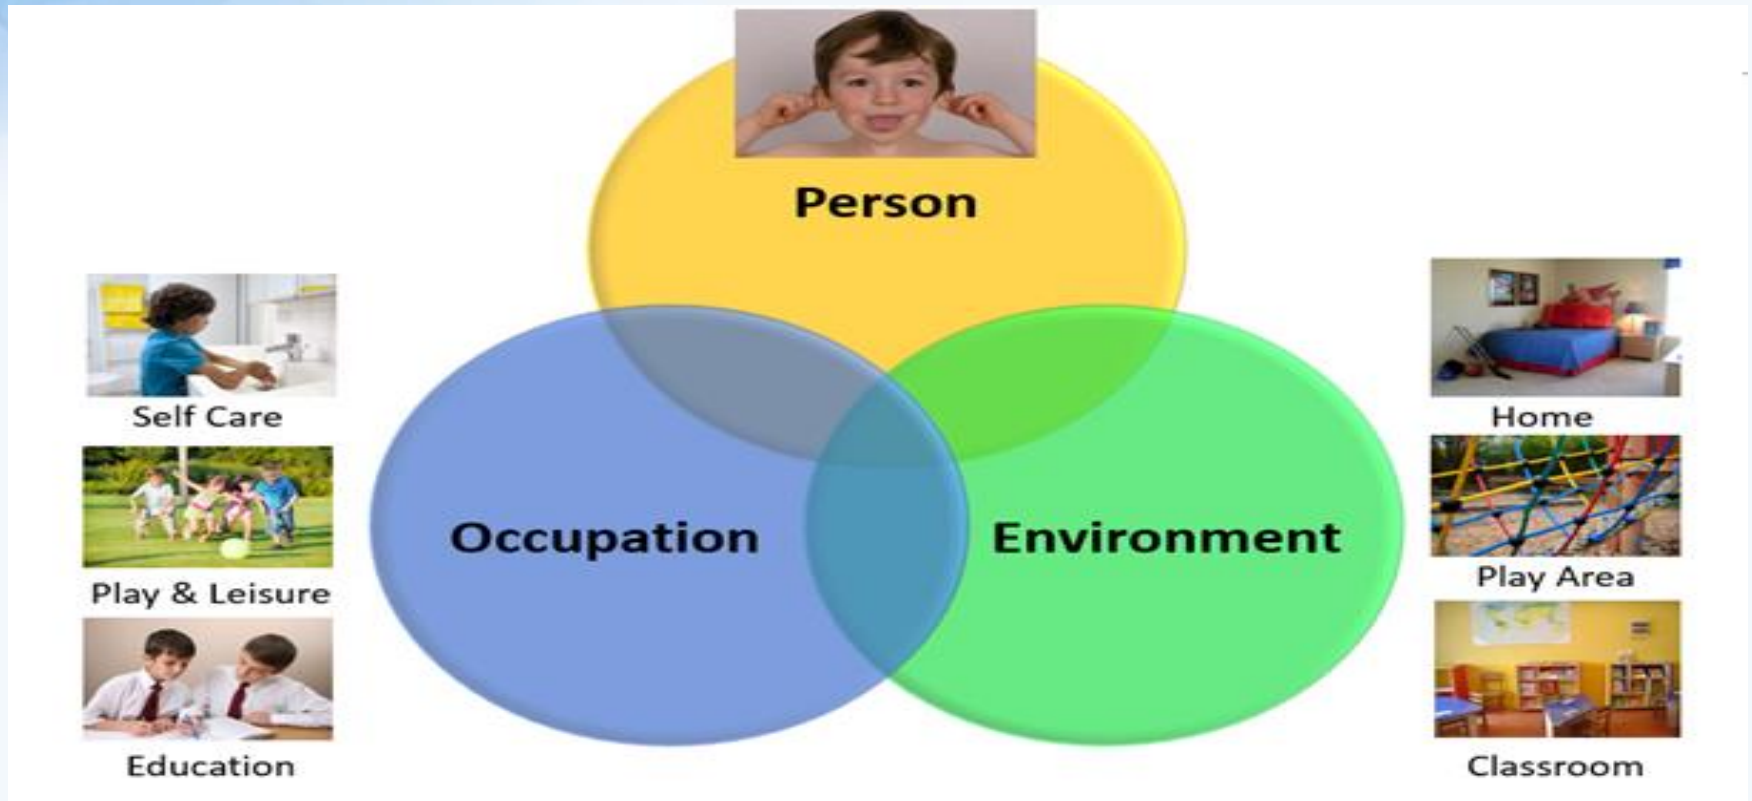 Person
Self Care
Home
Occupation
Environment
Play Area
Play & Leisure
Education
Classroom